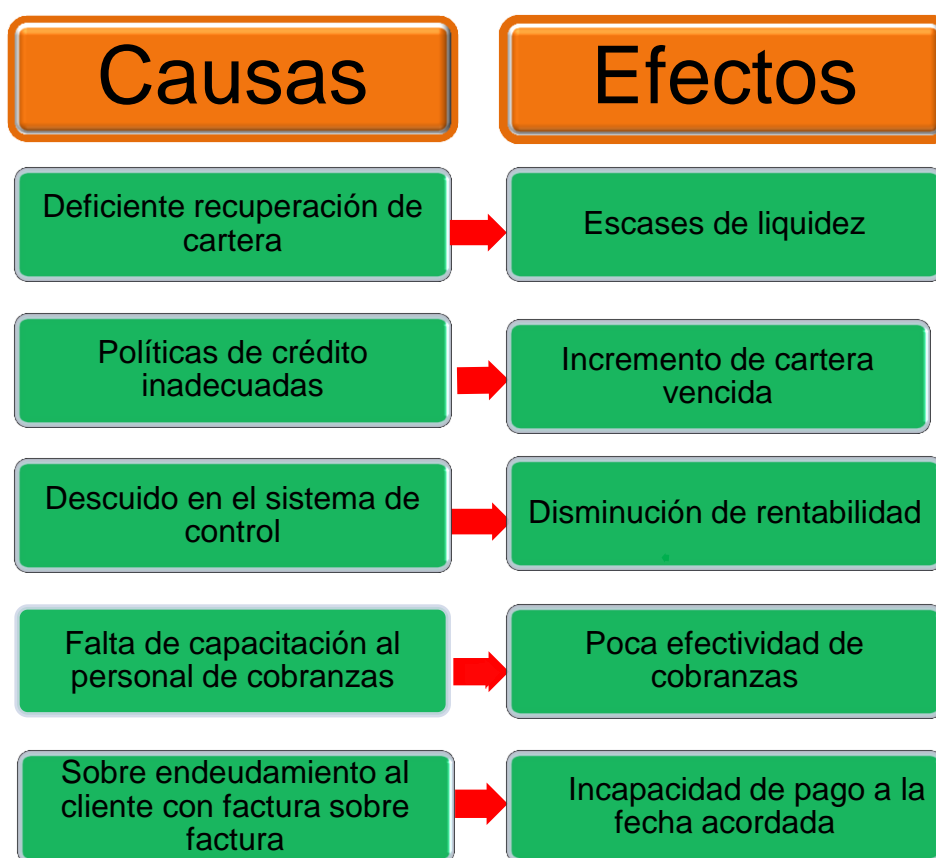 Causas
Efectos
Deficiente recuperación de
cartera
Escases de liquidez
Políticas de crédito
inadecuadas
Incremento de cartera
vencida
Descuido en el sistema de
control
Disminución de rentabilidad
Falta de capacitación al
personal de cobranzas
Poca efectividad de
cobranzas
Sobre endeudamiento al
cliente con factura sobre
factura
Incapacidad de pago a la
fecha acordada